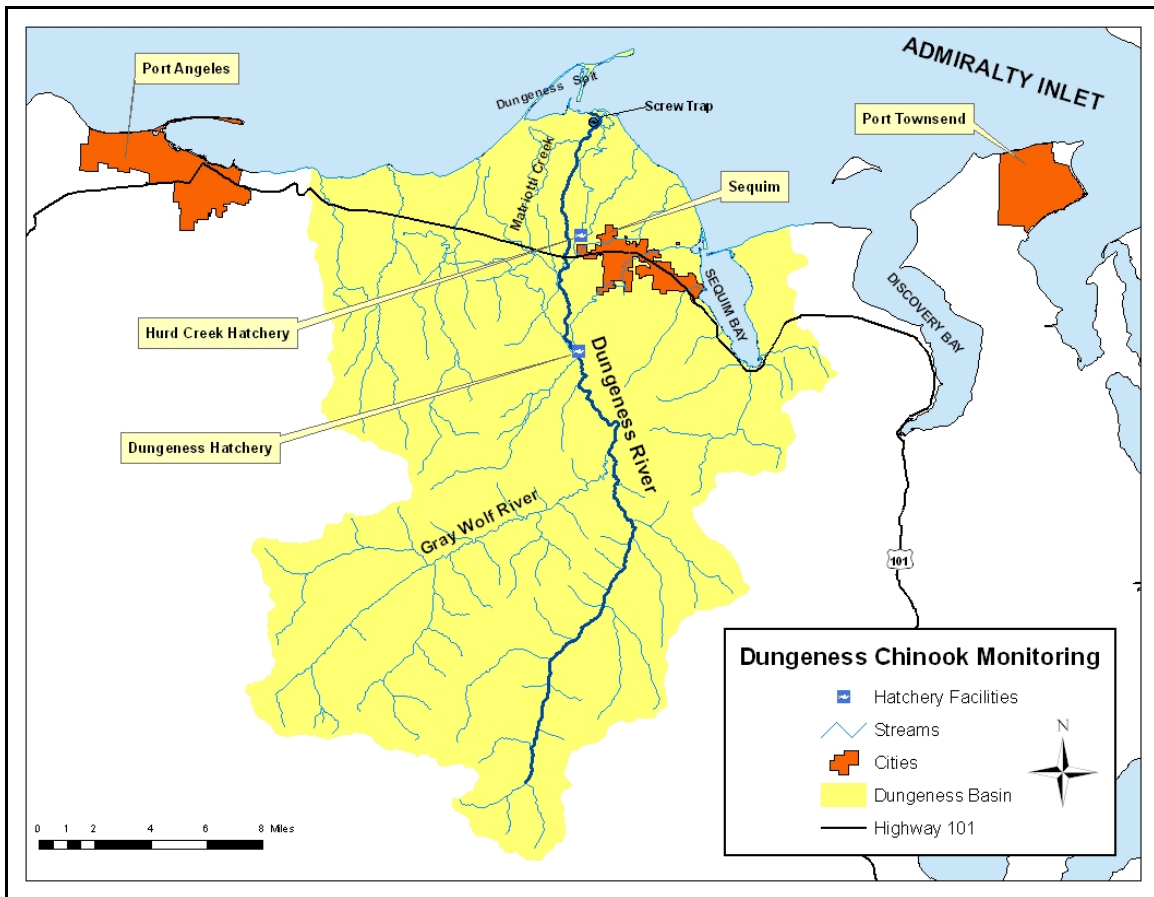 ADMIRALTY INLET
Port Angeles
Dungeness Spit
Screw Trap
Port Townsend
Matriotti Creek
Sequim
SEQUIM BAY
DISCOVERY BAY
Hurd Creek Hatchery
Dungeness River
Dungeness Hatchery
Gray Wolf River
101
Dungeness Chinook Monitoring
Hatchery Facilities
Streams
Cities
Dungeness Basin
Highway 101
N
0 1 2 4 6 8 Miles